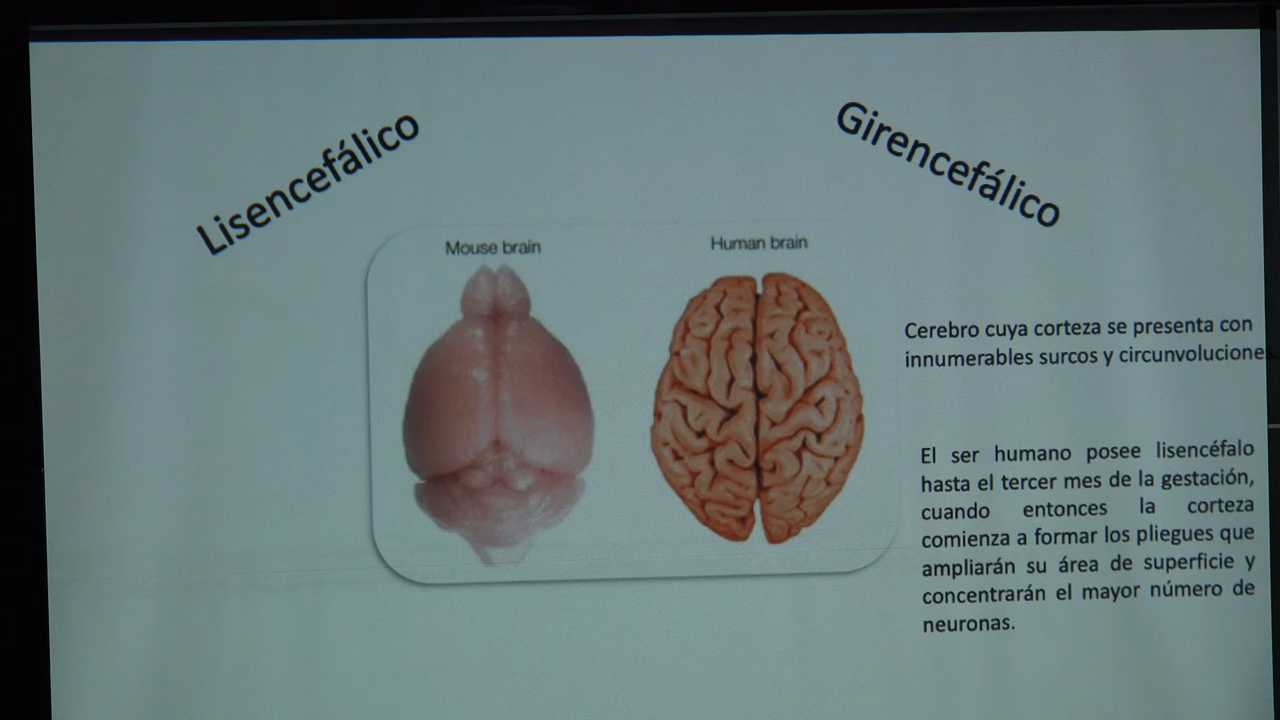 Lisencefálico
Girencefálico
Mouse brain
Human brain
Cerebro cuya corteza se presenta con
innumerables surcos y circunvoluciones
El ser humano posee lisencéfalo
hasta el tercer mes de la gestación,
cuando entonces la corteza
comienza a formar los pliegues que
ampliarán su área de superficie y
concentrarán el mayor número de
neuronas.